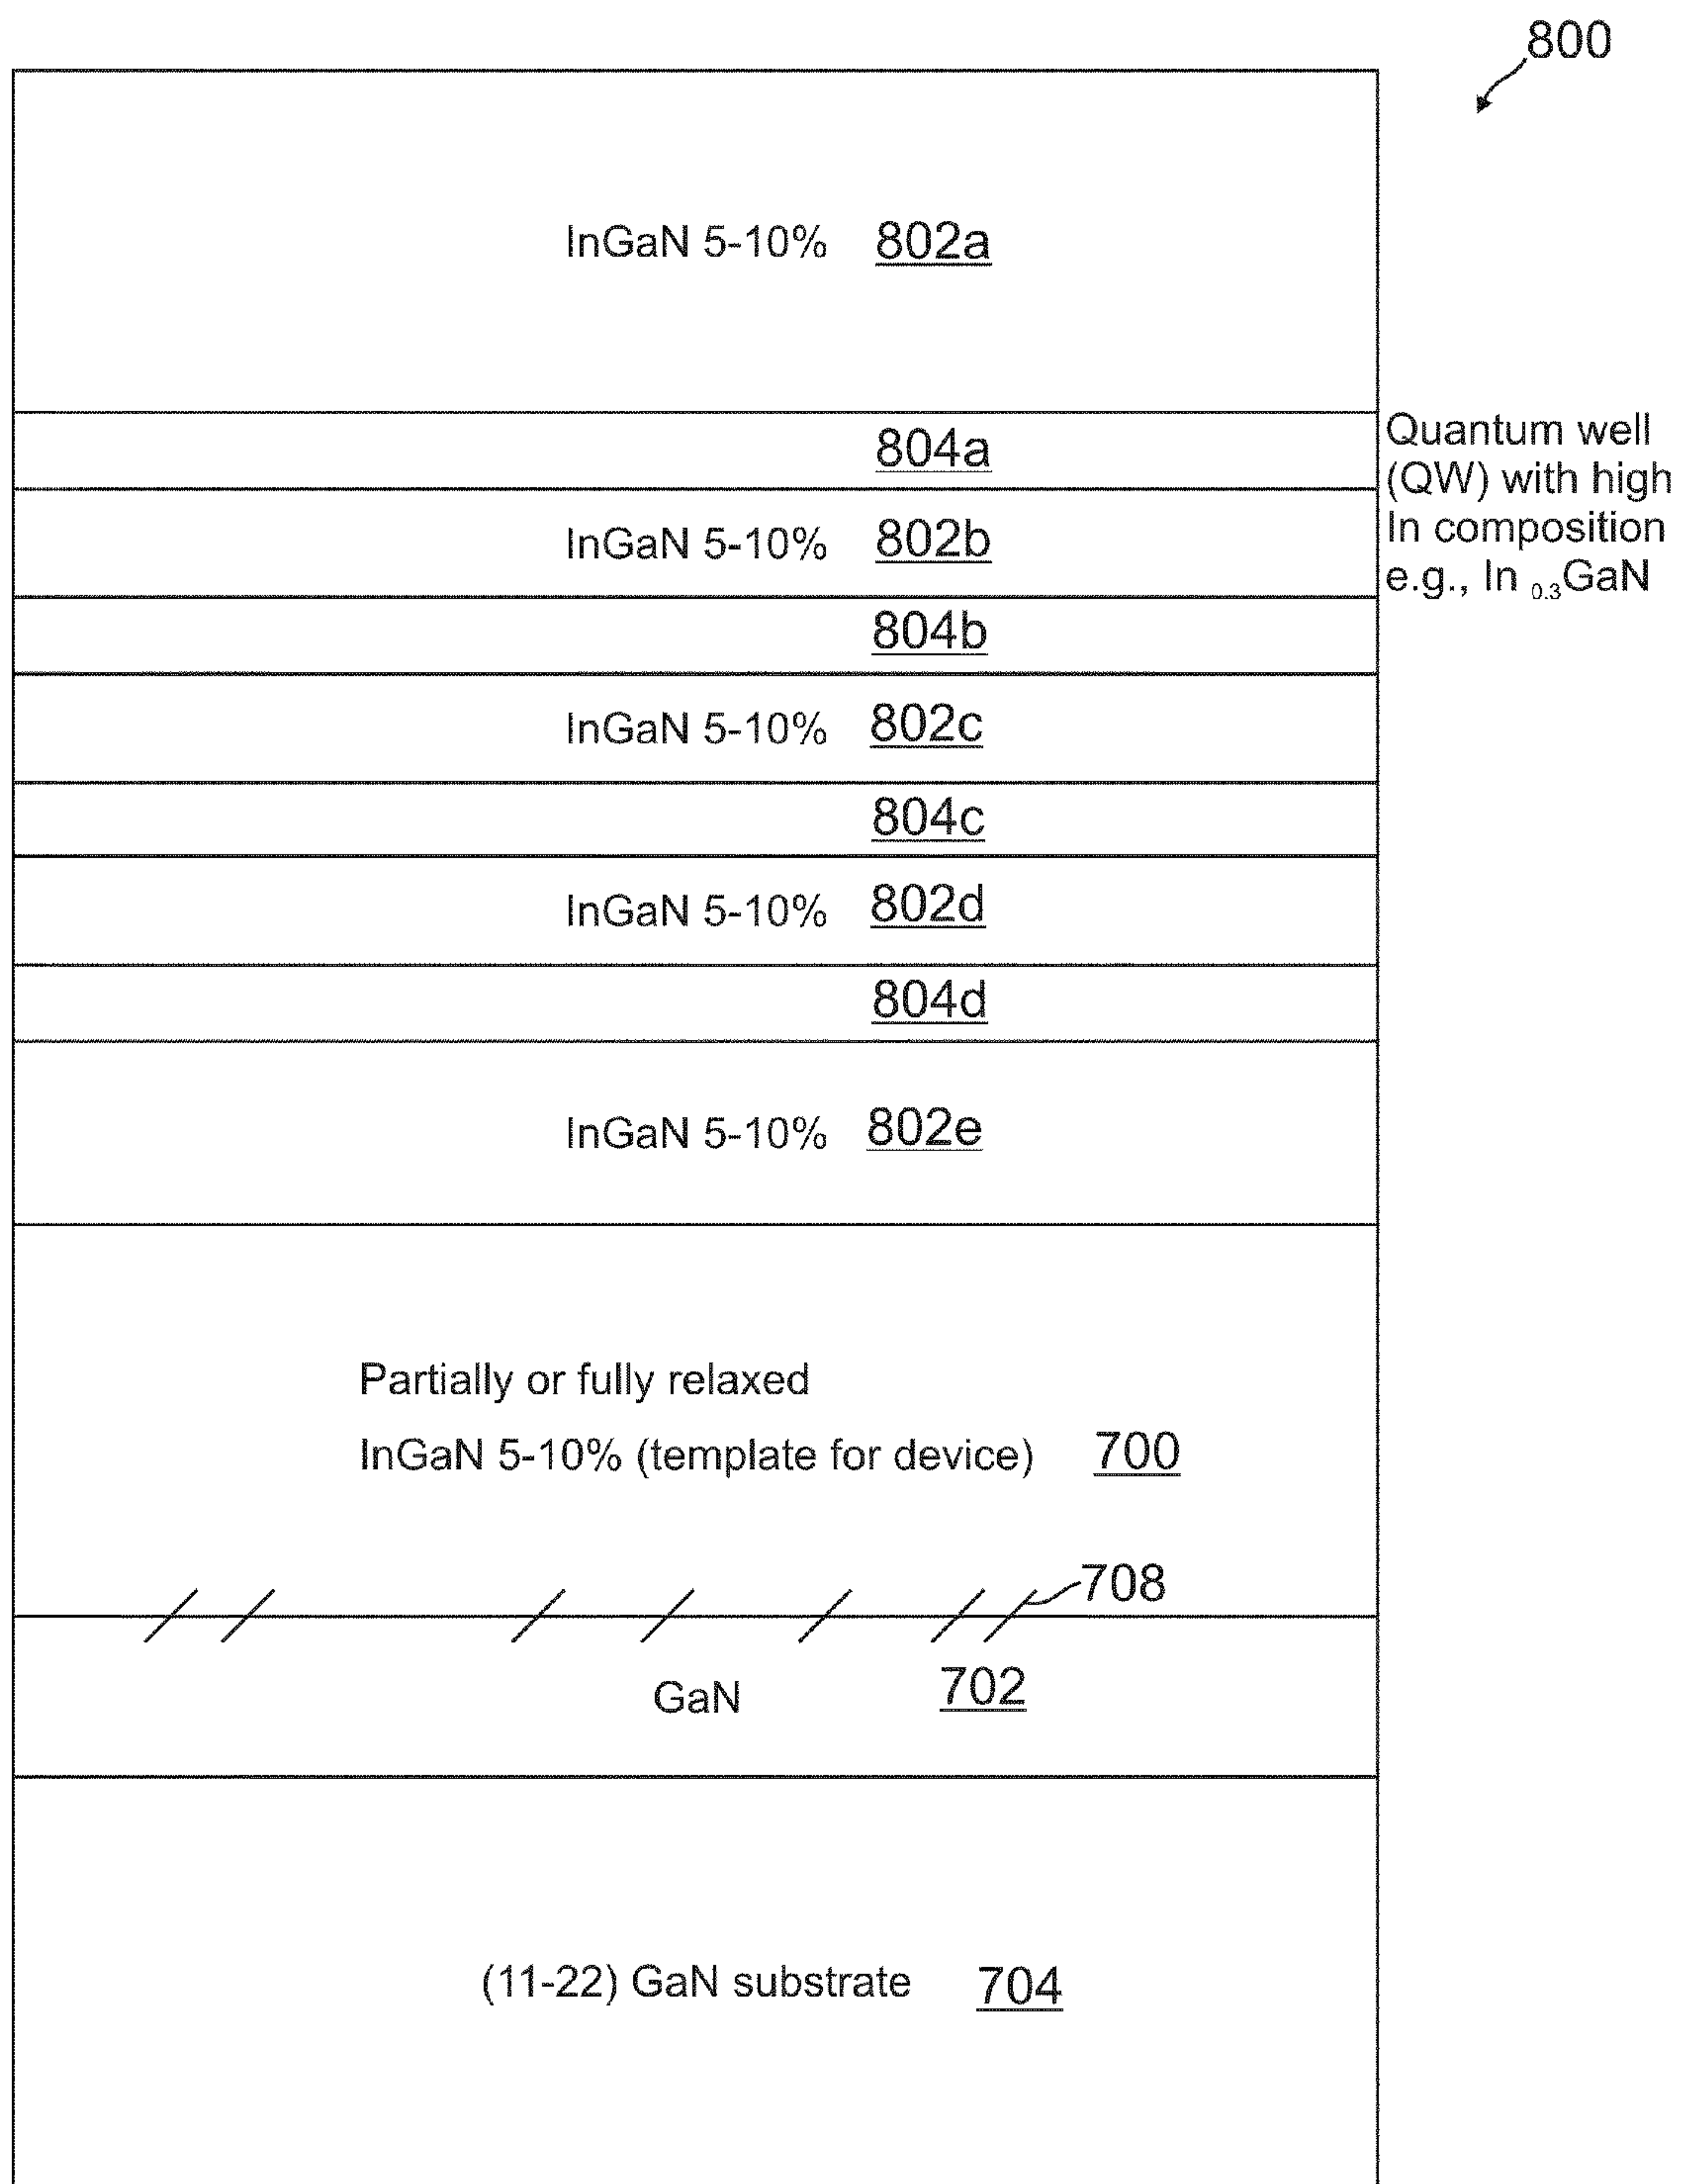 800
InGaN 5-10% 802a
804a
Quantum well
(QW) with high
In composition
e.g., In 0.3GaN
InGaN 5-10% 802b
804b
InGaN 5-10% 802c
804c
InGaN 5-10% 802d
804d
InGaN 5-10% 802e
Partially or fully relaxed
InGaN 5-10% (template for device) 700
708
GaN 702
(11-22) GaN substrate 704